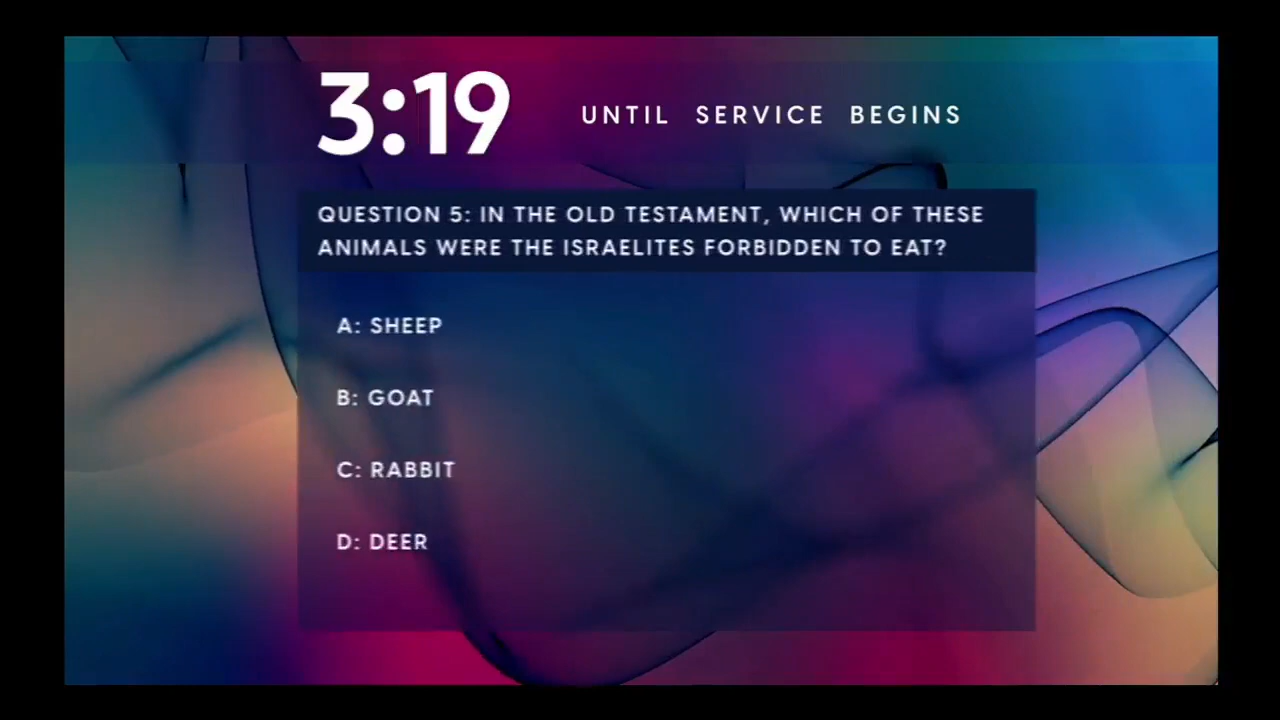 3:19 UNTIL SERVICE BEGINS
QUESTION 5: IN THE OLD TESTAMENT, WHICH OF THESE
ANIMALS WERE THE ISRAELITES FORBIDDEN TO EAT?
A: SHEEP
B: GOAT
C: RABBIT
D: DEER